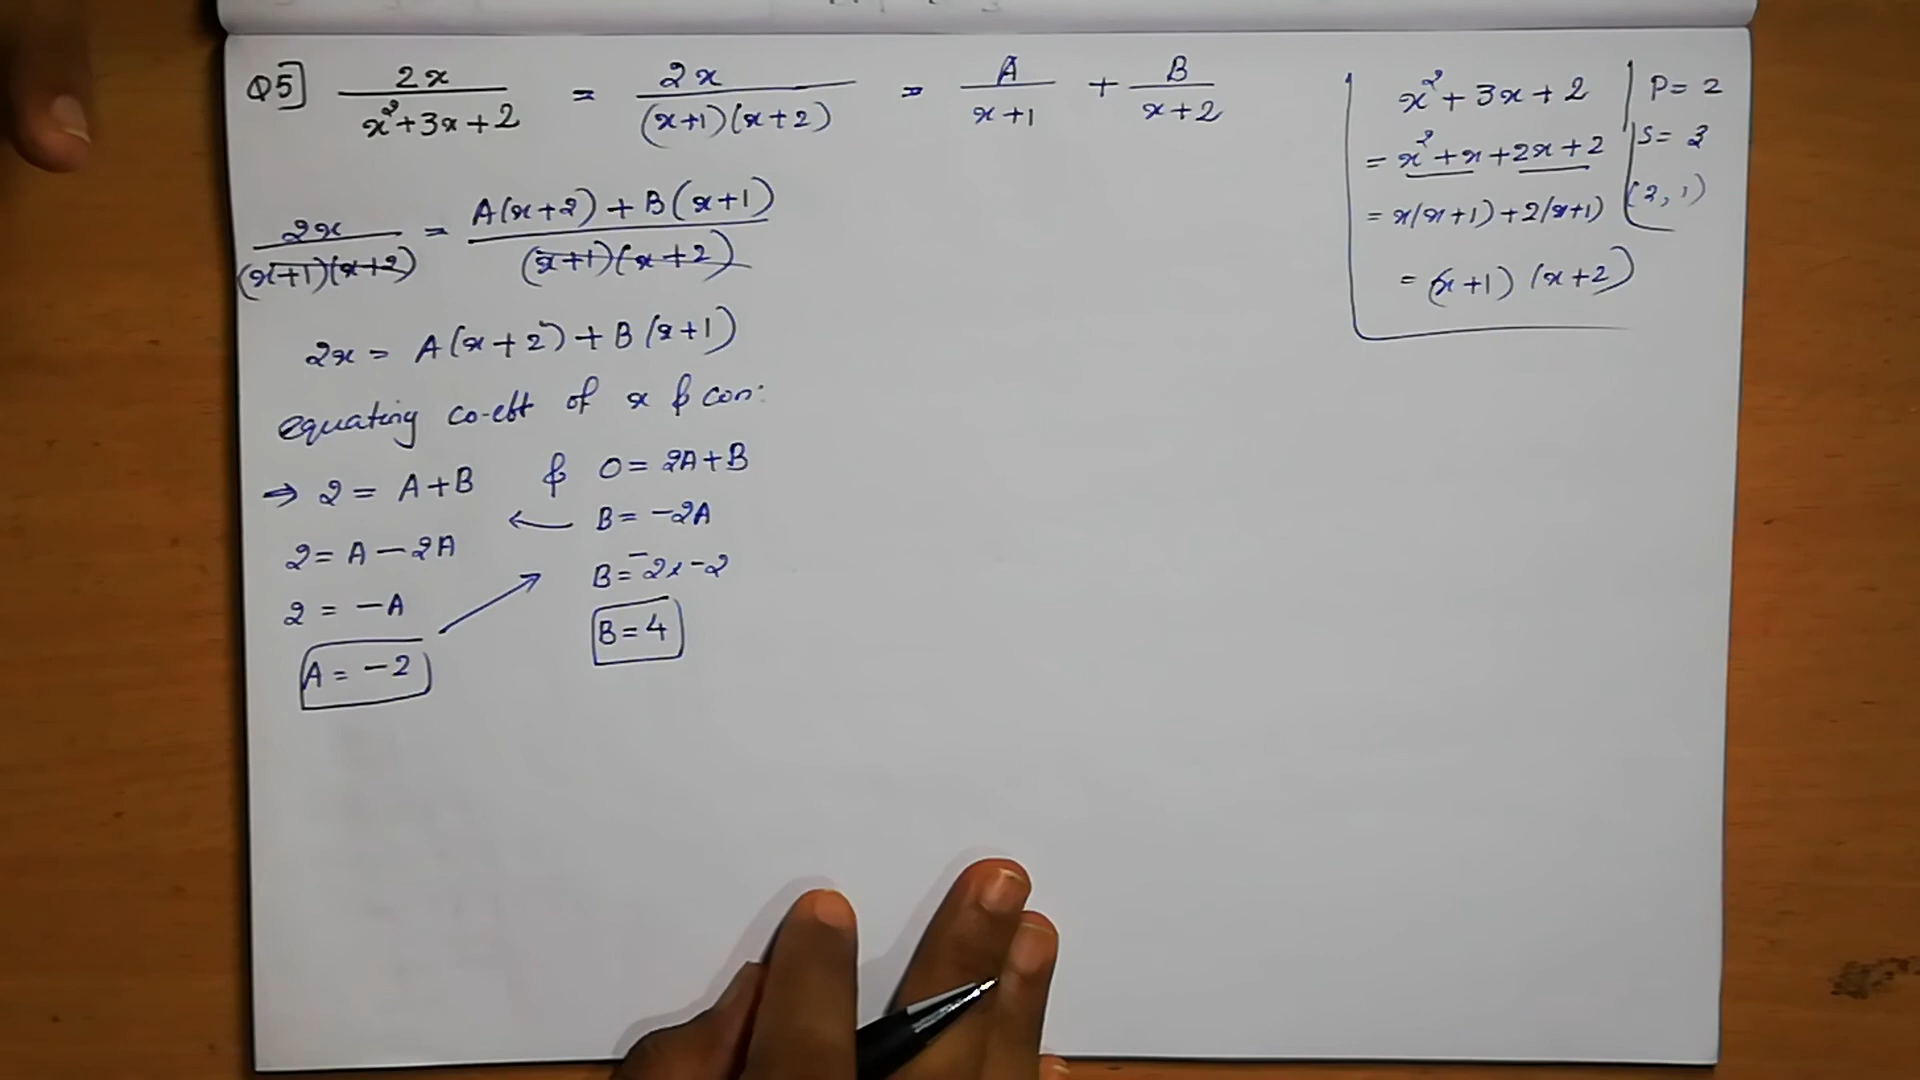 Q5] 2x / x²+3x+2 = 2x / (x+1)(x+2) = A / x+1 + B / x+2
2x / (x+1)(x+2) = A(x+2)+B(x+1) / (x+1)(x+2)
2x = A(x+2)+B(x+1)
equating co-eft of x & con:
⇒ 2 = A+B & 0 = 2A+B
← B = -2A
2 = A-2A
B = -2x-2
2 = -A
B = 4
A = -2
x²+3x+2
P = 2
= x²+x+2x+2
S = 3
= x(x+1)+2(x+1)
(2,1)
= (x+1)(x+2)